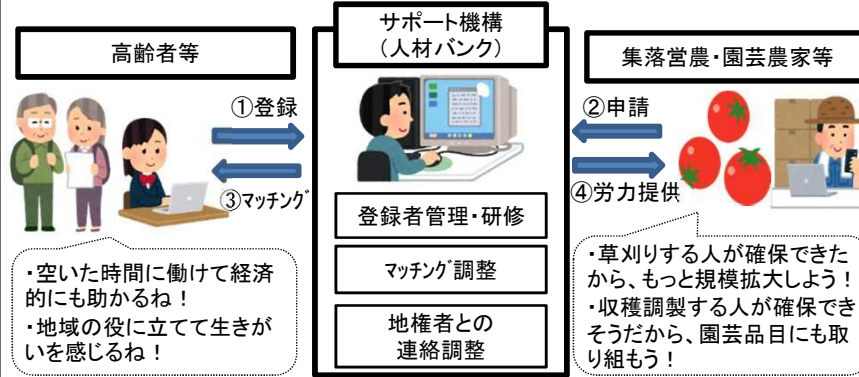 高齢者等
サポート機構
(人材バンク)
集落営農・園芸農家等
①登録
③マッチング
②申請
④労力提供
登録者管理・研修
マッチング調整
地権者との
連絡調整
・空いた時間に働けて経済
的にも助かるね！
・地域の役に立てて生きが
いを感じるね！
・草刈りする人が確保できた
から、もっと規模拡大しよう！
・収穫調製する人が確保でき
そうだから、園芸品目にも取
り組もう！